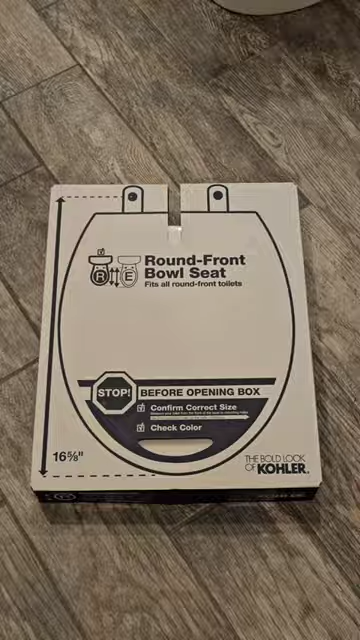 R E
Round-Front
Bowl Seat
Fits all round-front toilets
STOP!
BEFORE OPENING BOX
Confirm Correct Size
Check Color
16⅝"
THE BOLD LOOK
OF KOHLER®